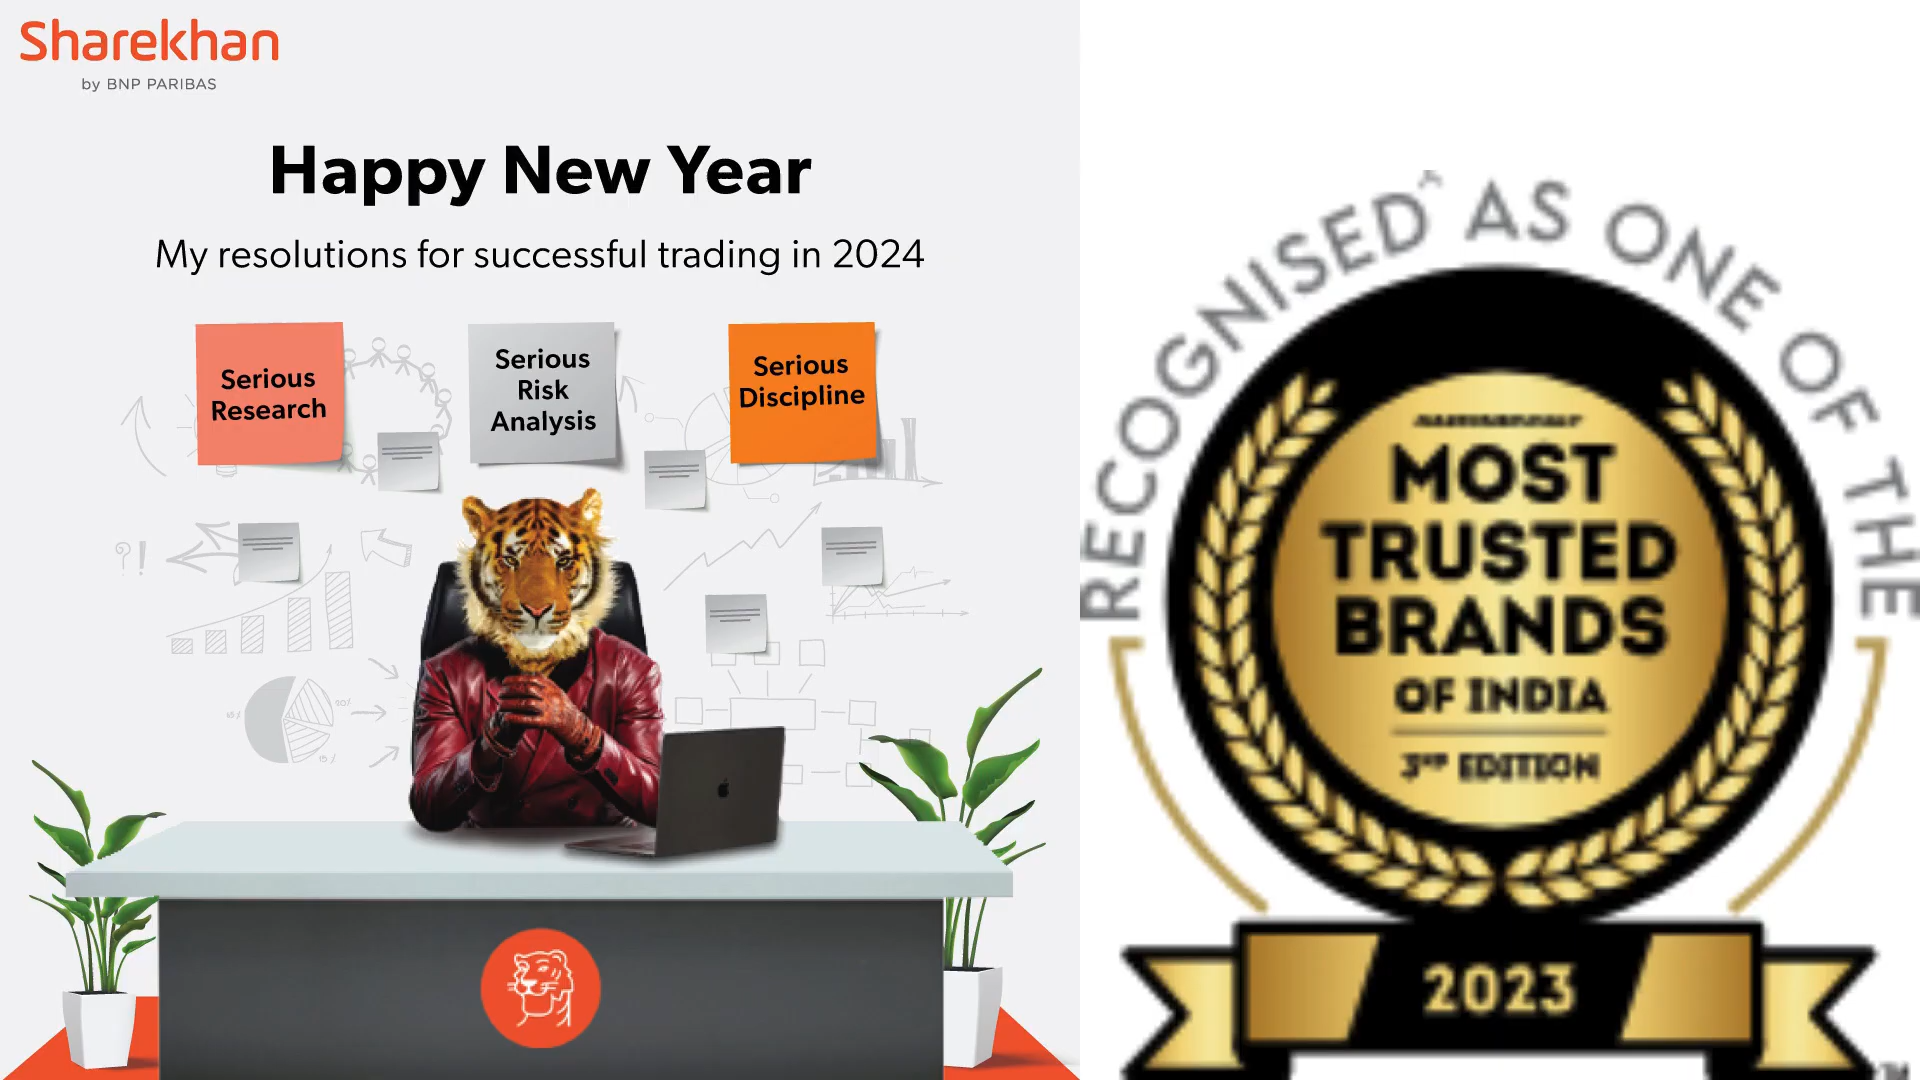 Sharekhan
by BNP PARIBAS
Happy New Year
My resolutions for successful trading in 2024
Serious
Research
Serious
Risk
Analysis
Serious
Discipline
?!
RECOGNISED^ AS ONE OF THE
MOST
TRUSTED
BRANDS
OF INDIA
3RD EDITION
2023